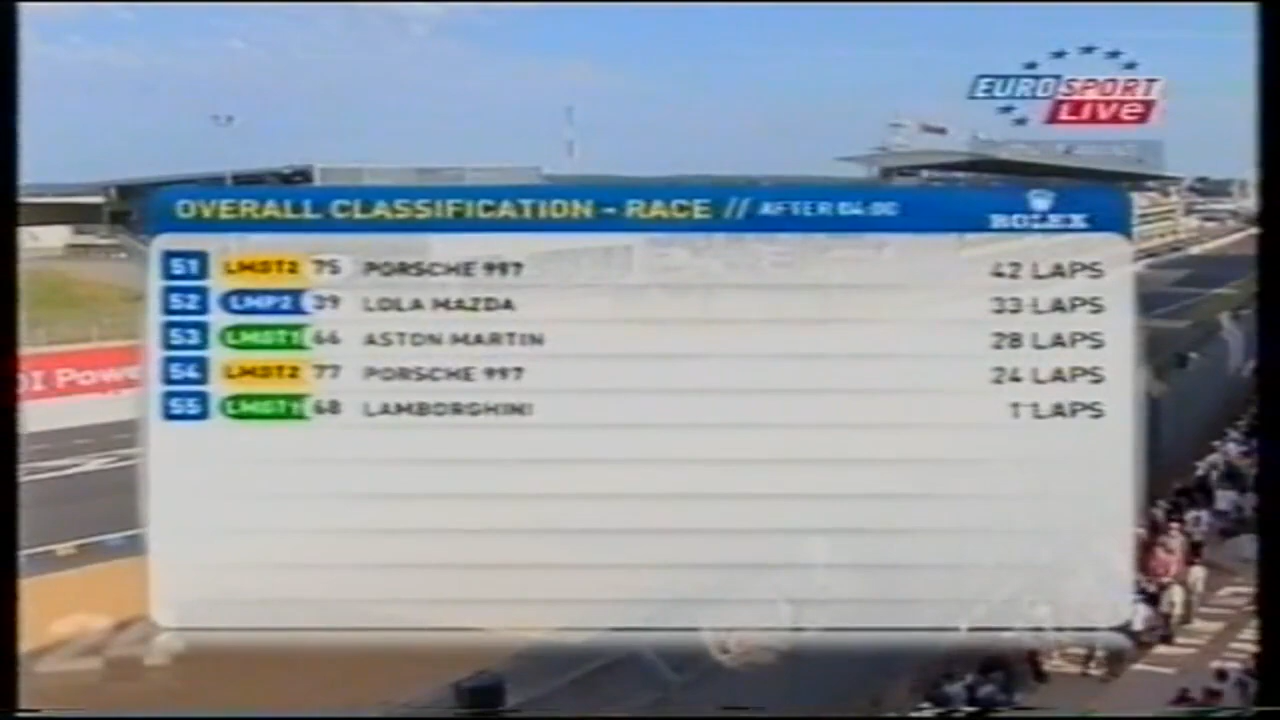 EUROSPORT
LIVE
OVERALL CLASSIFICATION - RACE // AFTER 04:00
ROLEX
51 LMGT2 75 PORSCHE 997 42 LAPS
52 LMP2 39 LOLA MAZDA 33 LAPS
53 LMGT1 66 ASTON MARTIN 28 LAPS
54 LMGT2 77 PORSCHE 997 24 LAPS
55 LMGT1 68 LAMBORGHINI 1 LAPS